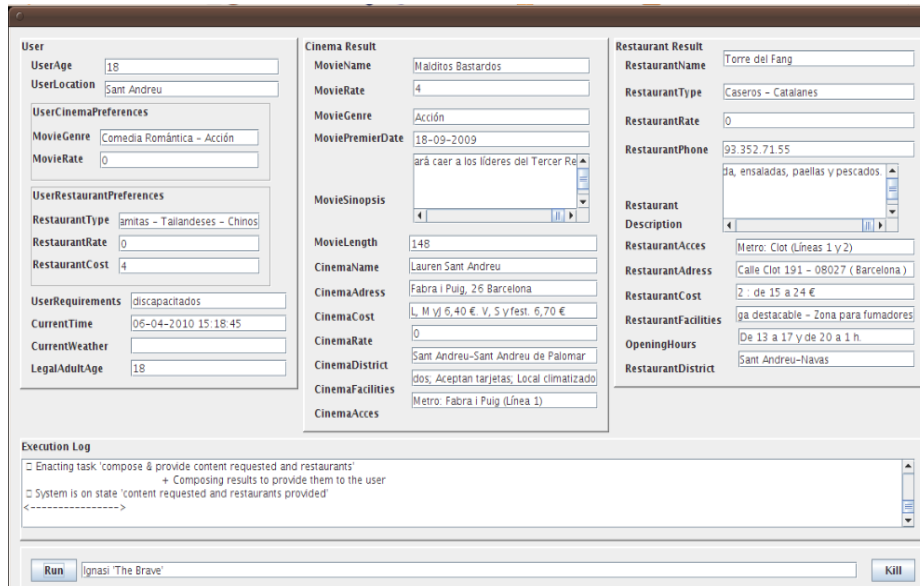 User
UserAge 18
UserLocation Sant Andreu
UserCinemaPreferences
MovieGenre Comedia Romántica - Acción
MovieRate 0
UserRestaurantPreferences
RestaurantType amitas - Tailandeses - Chinos
RestaurantRate 0
RestaurantCost 4
UserRequirements discapacitados
CurrentTime 06-04-2010 15:18:45
CurrentWeather
LegalAdultAge 18
Cinema Result
MovieName Malditos Bastardos
MovieRate 4
MovieGenre Acción
MoviePremierDate 18-09-2009
MovieSinopsis ará caer a los líderes del Tercer Re
MovieLength 148
CinemaName Lauren Sant Andreu
CinemaAdress Fabra i Puig, 26 Barcelona
CinemaCost L, M yJ 6,40 €. V, S y fest. 6,70 €
CinemaRate 0
CinemaDistrict Sant Andreu-Sant Andreu de Palomar
CinemaFacilities dos; Aceptan tarjetas; Local climatizado
CinemaAcces Metro: Fabra i Puig (Línea 1)
Restaurant Result
RestaurantName Torre del Fang
RestaurantType Caseros - Catalanes
RestaurantRate 0
RestaurantPhone 93.352.71.55
Restaurant Description da, ensaladas, paellas y pescados.
RestaurantAcces Metro: Clot (Líneas 1 y 2)
RestaurantAdress Calle Clot 191 - 08027 ( Barcelona )
RestaurantCost 2 : de 15 a 24 €
RestaurantFacilities ga destacable - Zona para fumadores
OpeningHours De 13 a 17 y de 20 a 1 h.
RestaurantDistrict Sant Andreu-Navas
Execution Log
Enacting task 'compose & provide content requested and restaurants'
+ Composing results to provide them to the user
System is on state 'content requested and restaurants provided'
<---------------->
Run Ignasi 'The Brave' Kill